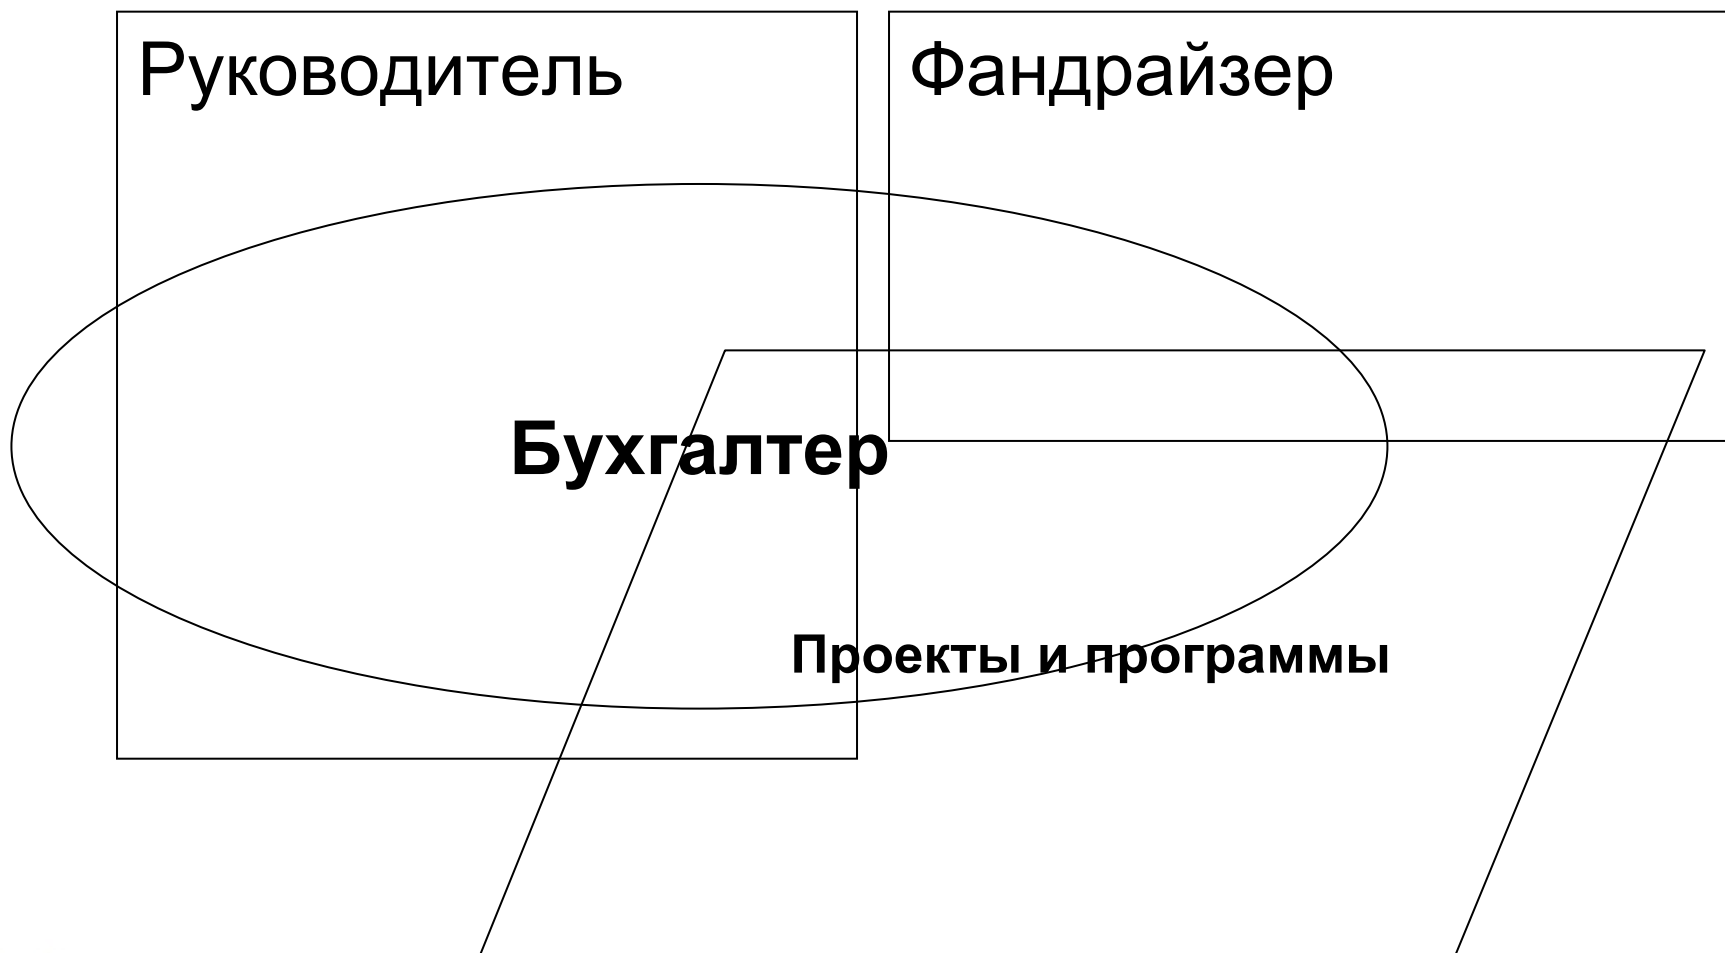 Руководитель
Фандрайзер
Бухгалтер
Проекты и программы